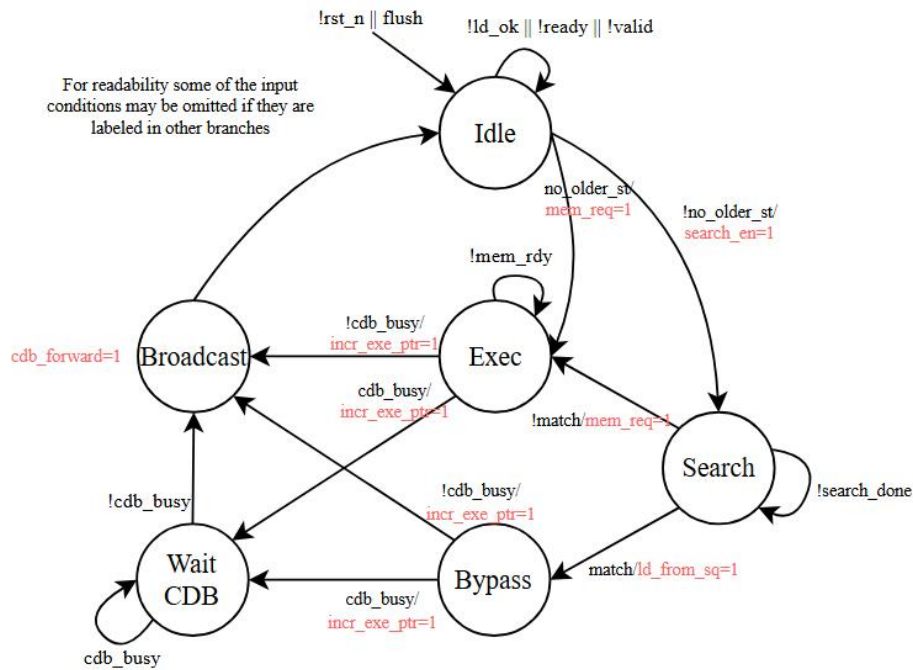 !rst_n || flush
!ld_ok || !ready || !valid
For readability some of the input
conditions may be omitted if they are
labeled in other branches
Idle
no_older_st/
mem_req=1
!no_older_st/
search_en=1
!mem_rdy
!cdb_busy/
incr_exe_ptr=1
cdb_forward=1
Broadcast
Exec
cdb_busy/
incr_exe_ptr=1
!match/mem_req=1
Search
!search_done
!cdb_busy
!cdb_busy/
incr_exe_ptr=1
Wait
CDB
Bypass
match/ld_from_sq=1
cdb_busy/
incr_exe_ptr=1
cdb_busy